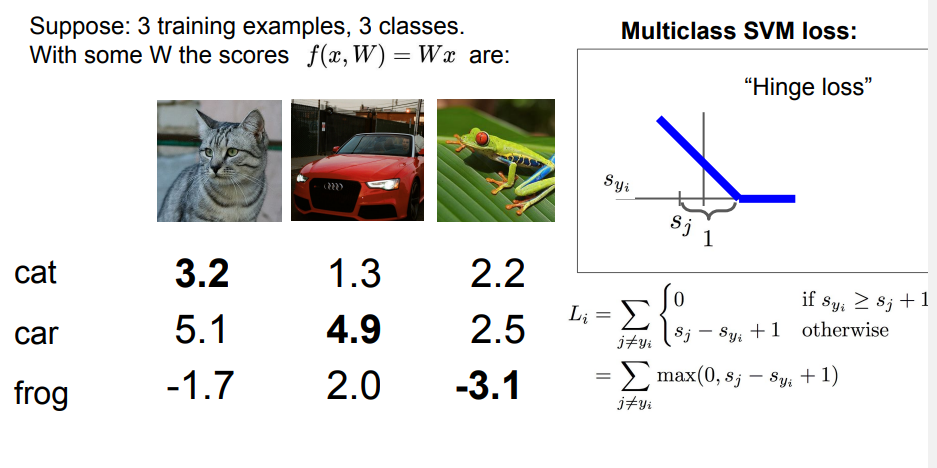 Suppose: 3 training examples, 3 classes.
With some W the scores f(x, W) = Wx are:
cat 3.2 1.3 2.2
car 5.1 4.9 2.5
frog -1.7 2.0 -3.1
Multiclass SVM loss:
“Hinge loss”
s_{y_i}
s_j
1
L_i = \sum_{j \neq y_i} \begin{cases} 0 & \text{if } s_{y_i} \geq s_j + 1 \\ s_j - s_{y_i} + 1 & \text{otherwise} \end{cases}
= \sum_{j \neq y_i} \max(0, s_j - s_{y_i} + 1)